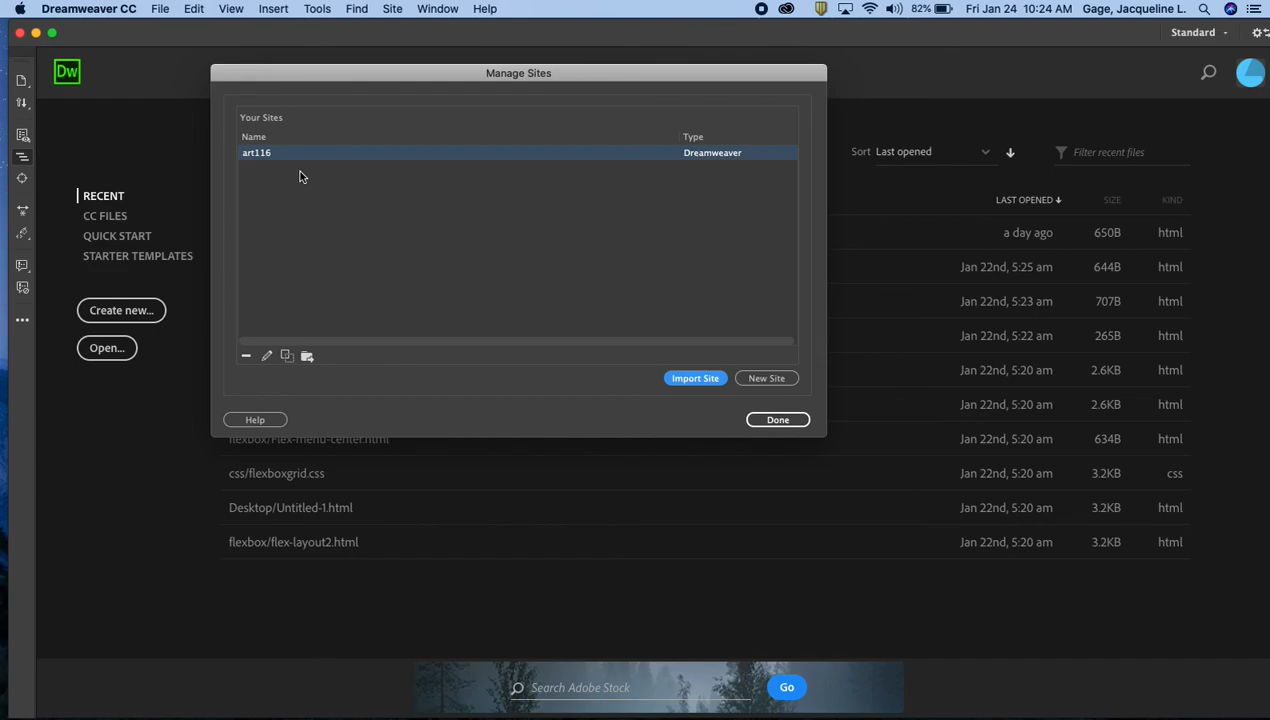 Dreamweaver CC File Edit View Insert Tools Find Site Window Help 82% Fri Jan 24 10:24 AM Gage, Jacqueline L.
Standard
Dw
Manage Sites
Your Sites
Name Type
art116 Dreamweaver
Sort Last opened Filter recent files
RECENT
CC FILES
QUICK START
STARTER TEMPLATES
Create new...
Open...
LAST OPENED SIZE KIND
a day ago 650B html
Jan 22nd, 5:25 am 644B html
Jan 22nd, 5:23 am 707B html
Jan 22nd, 5:22 am 265B html
Jan 22nd, 5:20 am 2.6KB html
Jan 22nd, 5:20 am 2.6KB html
Import Site New Site
Help Done
flexbox/Flex-menu-center.html Jan 22nd, 5:20 am 634B html
css/flexboxgrid.css Jan 22nd, 5:20 am 3.2KB css
Desktop/Untitled-1.html Jan 22nd, 5:20 am 3.2KB html
flexbox/flex-layout2.html Jan 22nd, 5:20 am 3.2KB html
Search Adobe Stock Go